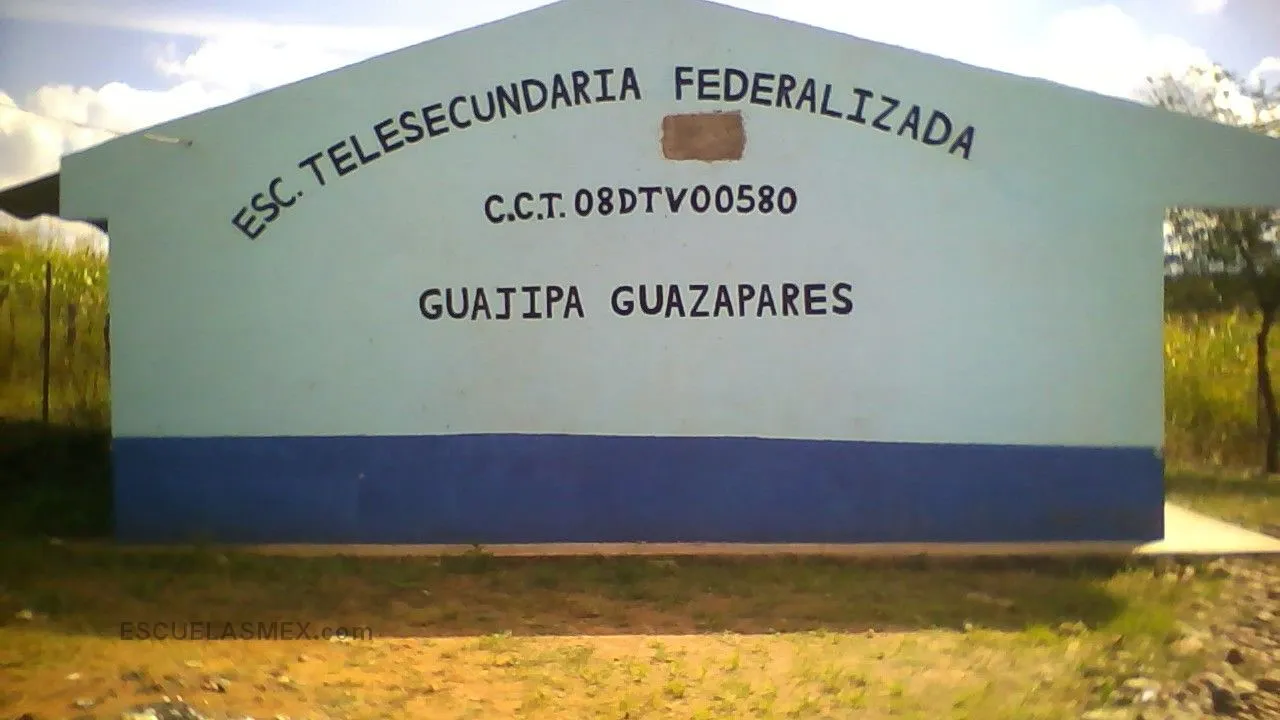 ESC. TELESECUNDARIA FEDERALIZADA
C.C.T. 08DTV00580
GUAJIPA GUAZAPARES
ESCUELASMEX.com